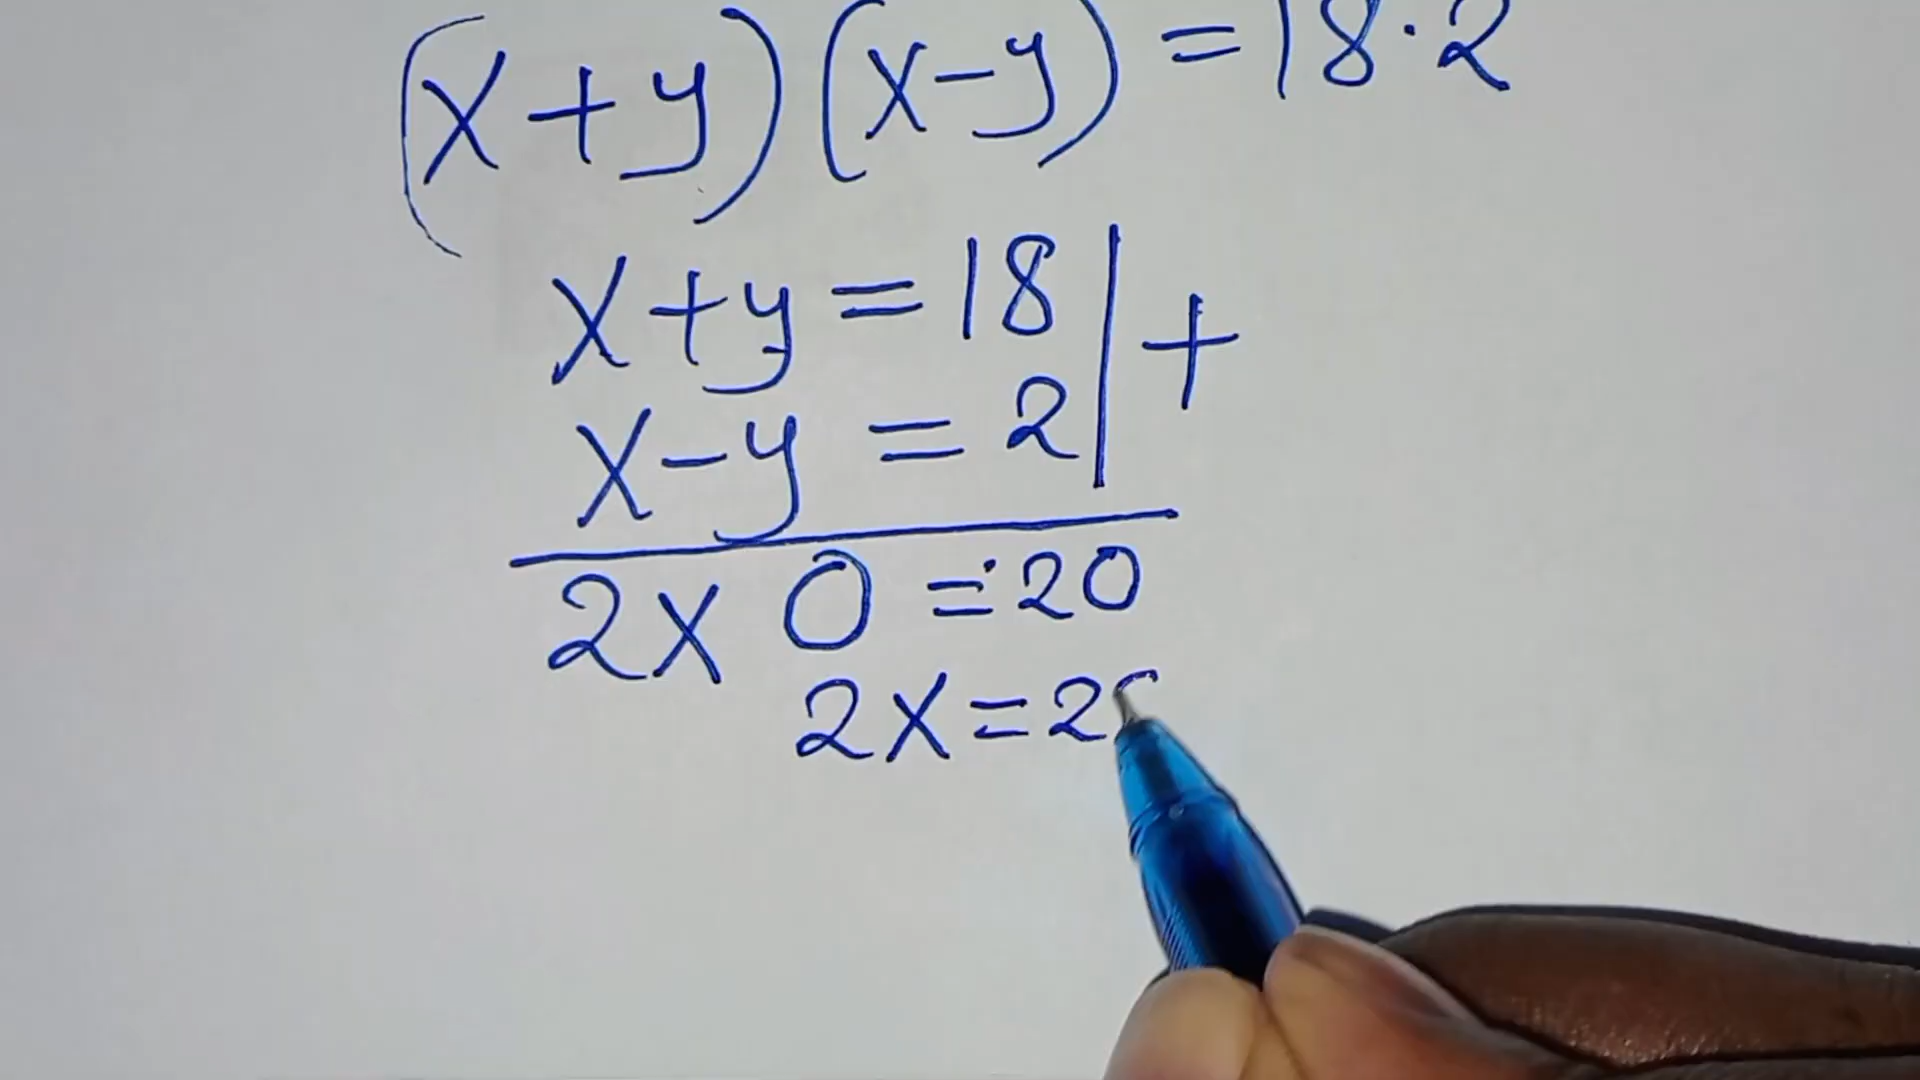 (x+y)(x-y)=18·2
x+y=18
+
x-y=2
2x 0=20
2x=2